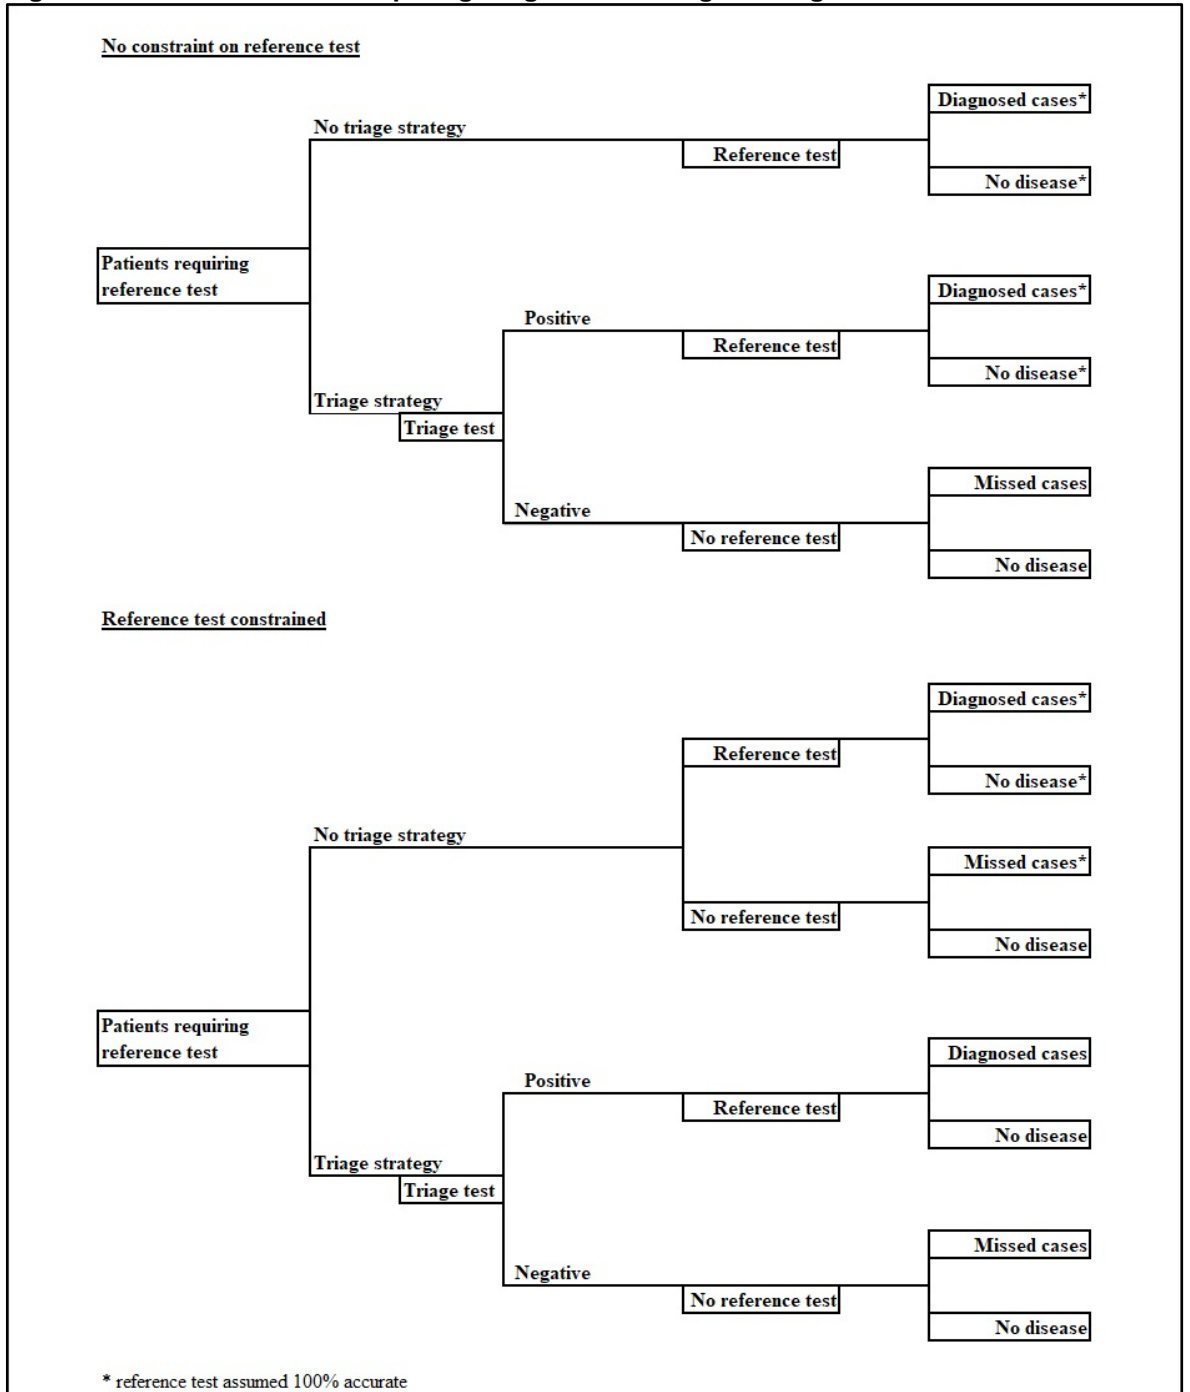 No constraint on reference test
Diagnosed cases*
No triage strategy
Reference test
No disease*
Patients requiring
reference test
Diagnosed cases*
Positive
Reference test
No disease*
Triage strategy
Triage test
Missed cases
Negative
No reference test
No disease
Reference test constrained
Diagnosed cases*
Reference test
No disease*
No triage strategy
Missed cases*
No reference test
No disease
Patients requiring
reference test
Diagnosed cases
Positive
Reference test
No disease
Triage strategy
Triage test
Missed cases
Negative
No reference test
No disease
* reference test assumed 100% accurate